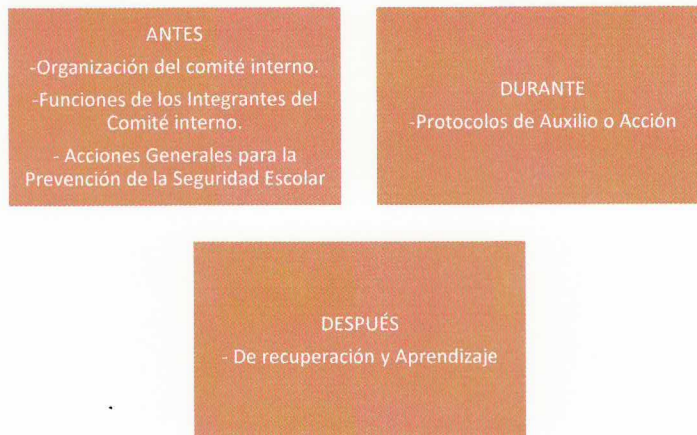 ANTES
-Organización del comité interno.
-Funciones de los Integrantes del
Comité interno.
- Acciones Generales para la
Prevención de la Seguridad Escolar
DURANTE
-Protocolos de Auxilio o Acción
DESPUÉS
- De recuperación y Aprendizaje